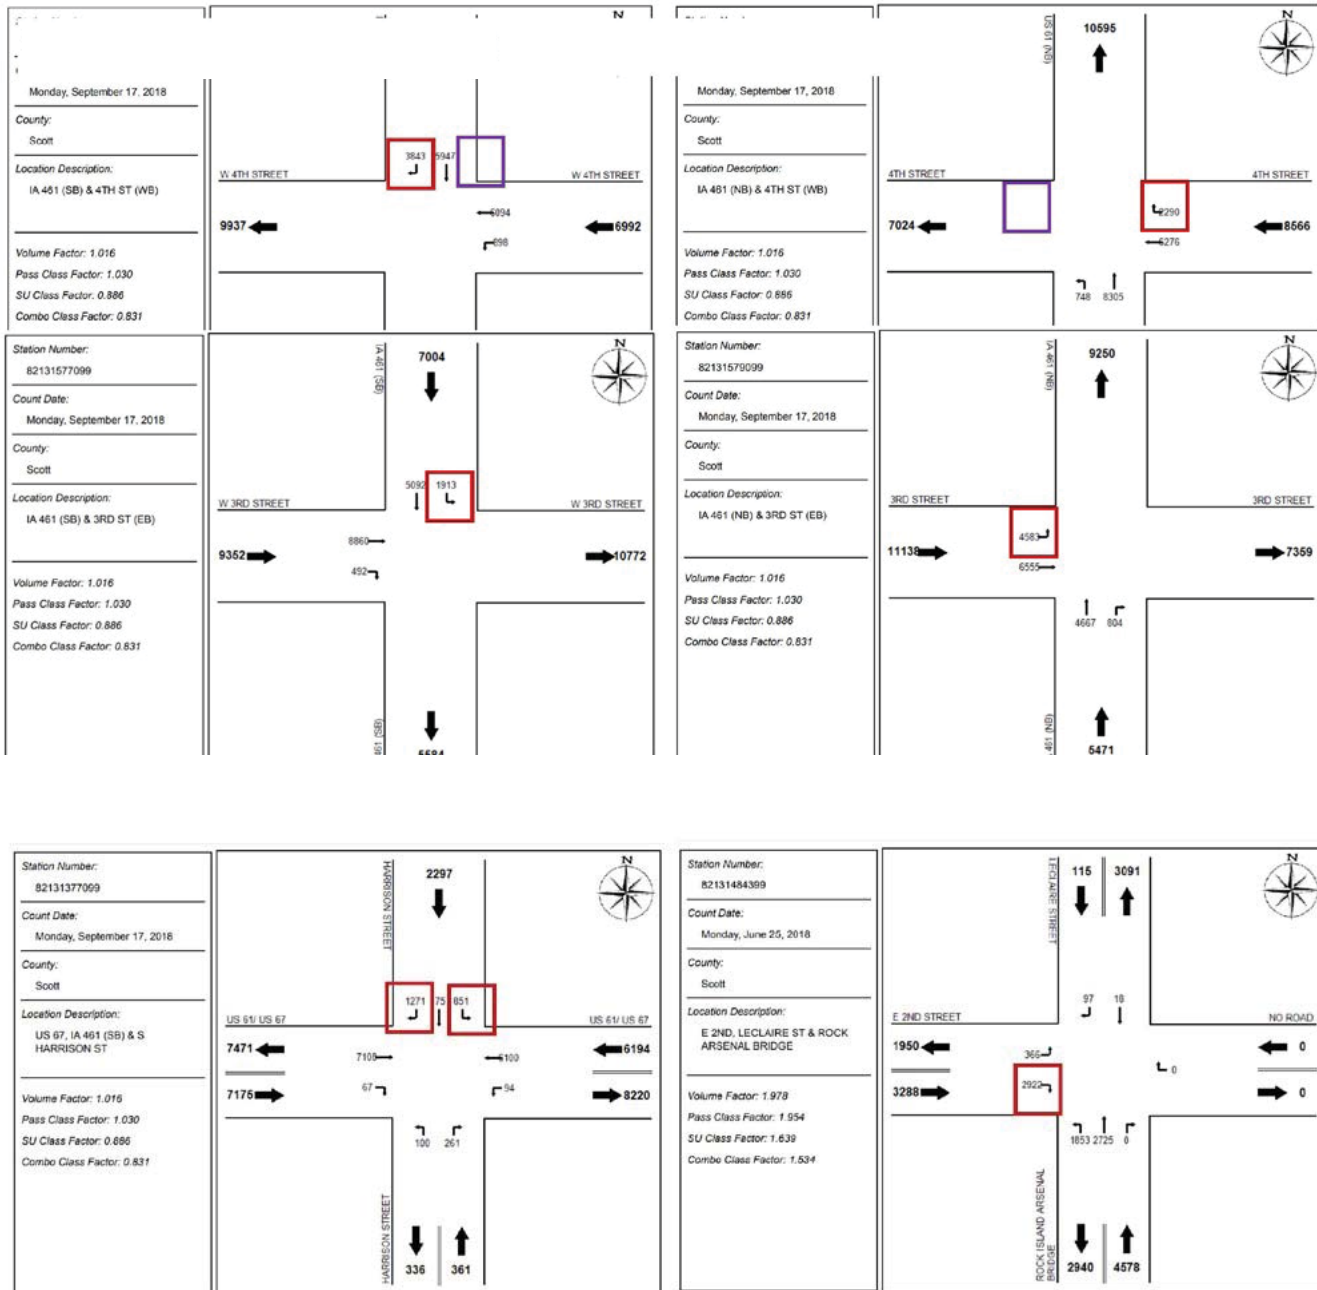 N
Monday, September 17, 2018
County:
Scott
Location Description:
IA 461 (SB) & 4TH ST (WB)
Volume Factor: 1.016
Pass Class Factor: 1.030
SU Class Factor: 0.886
Combo Class Factor: 0.831
3843 5947
W 4TH STREET
W 4TH STREET
5094
9937
6992
898
US 61 (NB)
10595
N
Monday, September 17, 2018
County:
Scott
Location Description:
IA 461 (NB) & 4TH ST (WB)
Volume Factor: 1.016
Pass Class Factor: 1.030
SU Class Factor: 0.886
Combo Class Factor: 0.831
4TH STREET
4TH STREET
2290
7024
8566
6276
748 8305
Station Number:
82131577099
Count Date:
Monday, September 17, 2018
County:
Scott
Location Description:
IA 461 (SB) & 3RD ST (EB)
Volume Factor: 1.016
Pass Class Factor: 1.030
SU Class Factor: 0.886
Combo Class Factor: 0.831
IA 461 (SB)
7004
N
5092 1913
W 3RD STREET
W 3RD STREET
8860
9352
10772
492
5584
Station Number:
82131579099
Count Date:
Monday, September 17, 2018
County:
Scott
Location Description:
IA 461 (NB) & 3RD ST (EB)
Volume Factor: 1.016
Pass Class Factor: 1.030
SU Class Factor: 0.886
Combo Class Factor: 0.831
IA 461 (NB)
9250
N
3RD STREET
3RD STREET
4583
11138
7359
6555
4667 804
5471
Station Number:
82131377099
Count Date:
Monday, September 17, 2018
County:
Scott
Location Description:
US 67, IA 461 (SB) & S
HARRISON ST
Volume Factor: 1.016
Pass Class Factor: 1.030
SU Class Factor: 0.886
Combo Class Factor: 0.831
HARRISON STREET
2297
N
1271 75 851
US 61/ US 67
US 61/ US 67
7471
6194
7108
6100
7175
67
94
8220
100 261
HARRISON STREET
336 361
Station Number:
82131484399
Count Date:
Monday, June 25, 2018
County:
Scott
Location Description:
E 2ND, LECLAIRE ST & ROCK
ARSENAL BRIDGE
Volume Factor: 1.978
Pass Class Factor: 1.954
SU Class Factor: 1.639
Combo Class Factor: 1.534
LECLAIRE STREET
115 3091
N
97 18
E 2ND STREET
NO ROAD
1950
0
366
0
3288
2922
0
1853 2725 0
ROCK ISLAND ARSENAL
BRIDGE
2940 4578